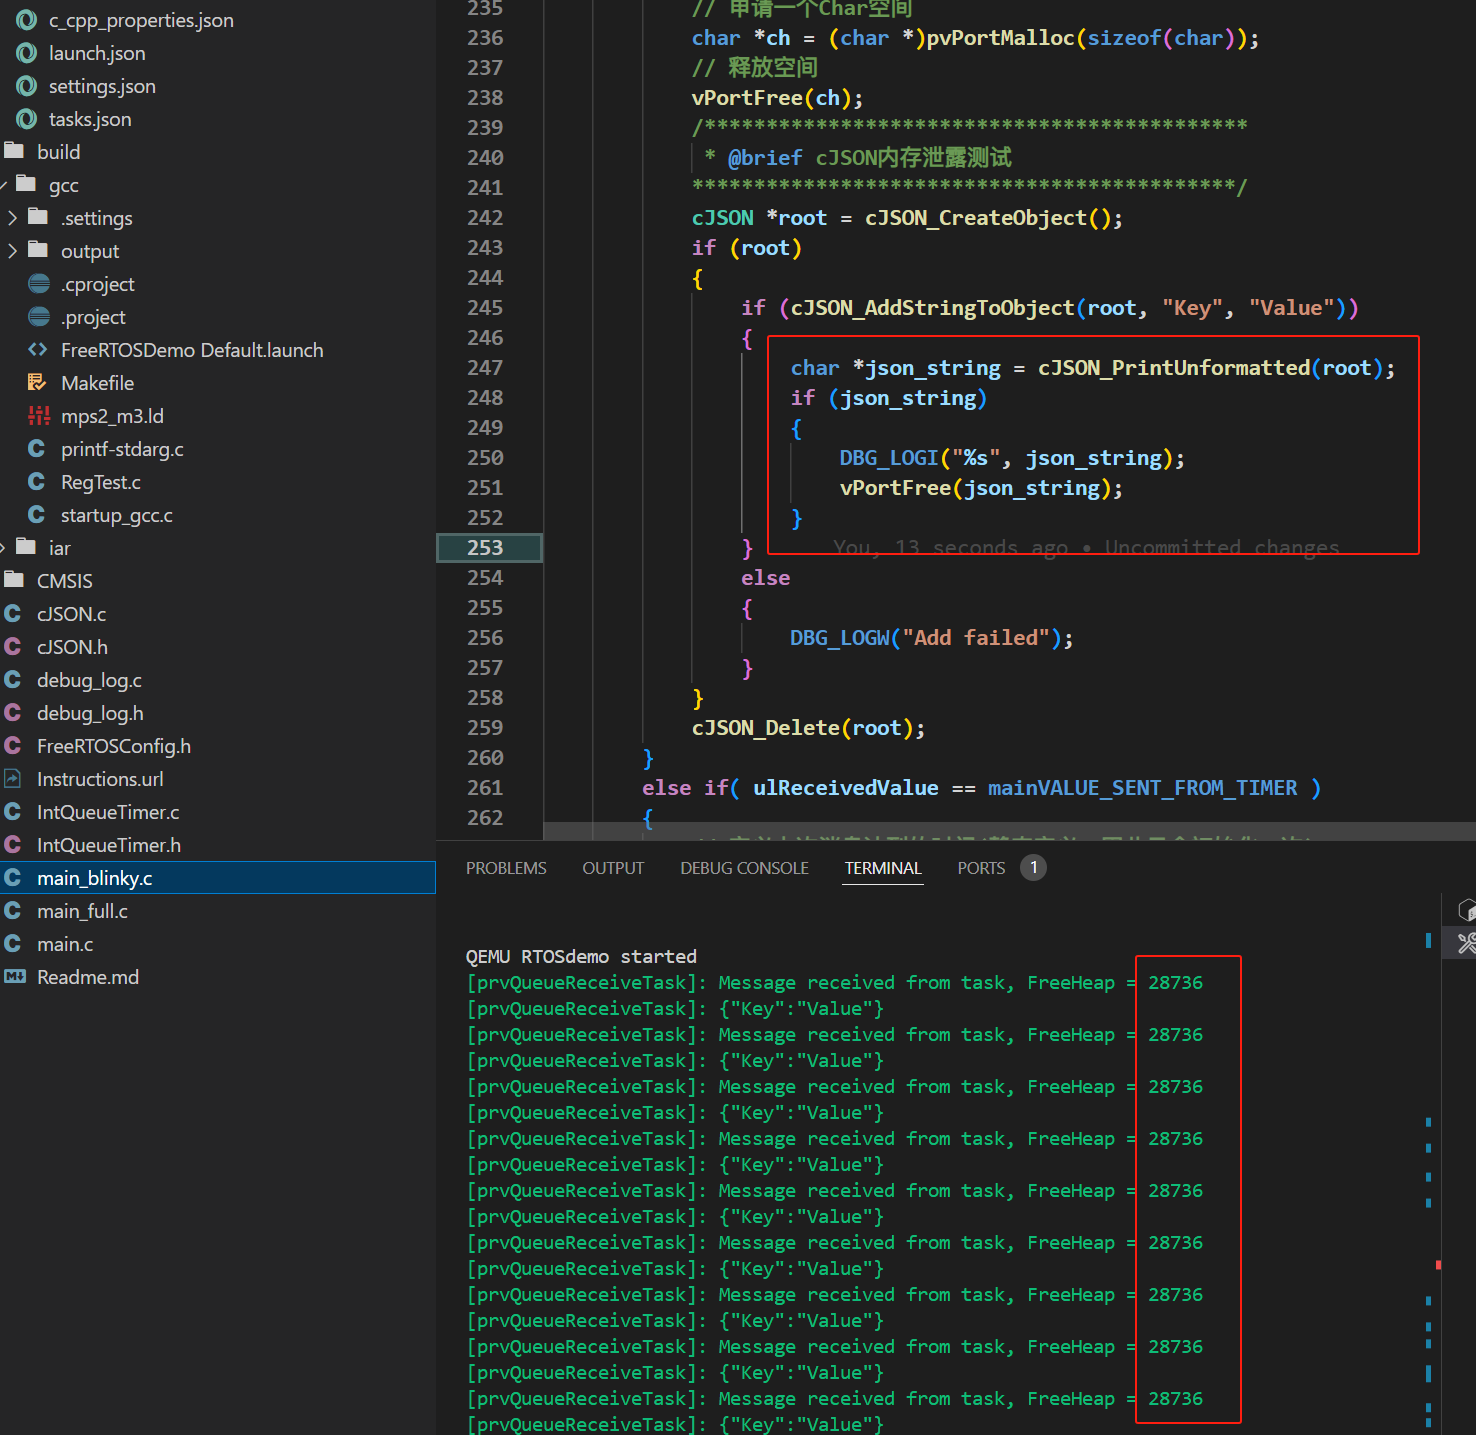 c_cpp_properties.json
launch.json
settings.json
tasks.json
build
gcc
.settings
output
.cproject
.project
FreeRTOSDemo Default.launch
Makefile
mps2_m3.ld
printf-stdarg.c
RegTest.c
startup_gcc.c
iar
CMSIS
cJSON.c
cJSON.h
debug_log.c
debug_log.h
FreeRTOSConfig.h
Instructions.url
IntQueueTimer.c
IntQueueTimer.h
main_blinky.c
main_full.c
main.c
Readme.md
235 // 申请一个Char空间
236 char *ch = (char *)pvPortMalloc(sizeof(char));
237 // 释放空间
238 vPortFree(ch);
239 /********************************************
240 * @brief cJSON内存泄露测试
241 ********************************************/
242 cJSON *root = cJSON_CreateObject();
243 if (root)
244 {
245 if (cJSON_AddStringToObject(root, "Key", "Value"))
246 {
247 char *json_string = cJSON_PrintUnformatted(root);
248 if (json_string)
249 {
250 DBG_LOGI("%s", json_string);
251 vPortFree(json_string);
252 }
253 } You, 13 seconds ago • Uncommitted changes
254 else
255 {
256 DBG_LOGW("Add failed");
257 }
258 }
259 cJSON_Delete(root);
260 }
261 else if( ulReceivedValue == mainVALUE_SENT_FROM_TIMER )
262 {
PROBLEMS OUTPUT DEBUG CONSOLE TERMINAL PORTS 1
QEMU RTOSdemo started
[prvQueueReceiveTask]: Message received from task, FreeHeap = 28736
[prvQueueReceiveTask]: {"Key":"Value"}
[prvQueueReceiveTask]: Message received from task, FreeHeap = 28736
[prvQueueReceiveTask]: {"Key":"Value"}
[prvQueueReceiveTask]: Message received from task, FreeHeap = 28736
[prvQueueReceiveTask]: {"Key":"Value"}
[prvQueueReceiveTask]: Message received from task, FreeHeap = 28736
[prvQueueReceiveTask]: {"Key":"Value"}
[prvQueueReceiveTask]: Message received from task, FreeHeap = 28736
[prvQueueReceiveTask]: {"Key":"Value"}
[prvQueueReceiveTask]: Message received from task, FreeHeap = 28736
[prvQueueReceiveTask]: {"Key":"Value"}
[prvQueueReceiveTask]: Message received from task, FreeHeap = 28736
[prvQueueReceiveTask]: {"Key":"Value"}
[prvQueueReceiveTask]: Message received from task, FreeHeap = 28736
[prvQueueReceiveTask]: {"Key":"Value"}
[prvQueueReceiveTask]: Message received from task, FreeHeap = 28736
[prvQueueReceiveTask]: {"Key":"Value"}